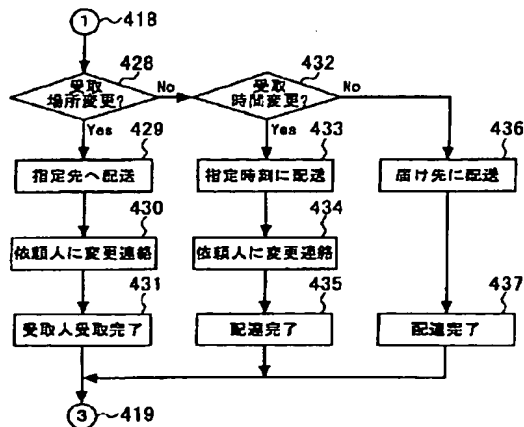 1 418
受取
場所変更?
428
No
受取
時間変更?
432
No
Yes
Yes
429
433
436
指定先へ配送
指定時刻に配送
届け先に配送
430
434
依頼人に変更連絡
依頼人に変更連絡
431
435
437
受取人受取完了
配達完了
配達完了
3 419